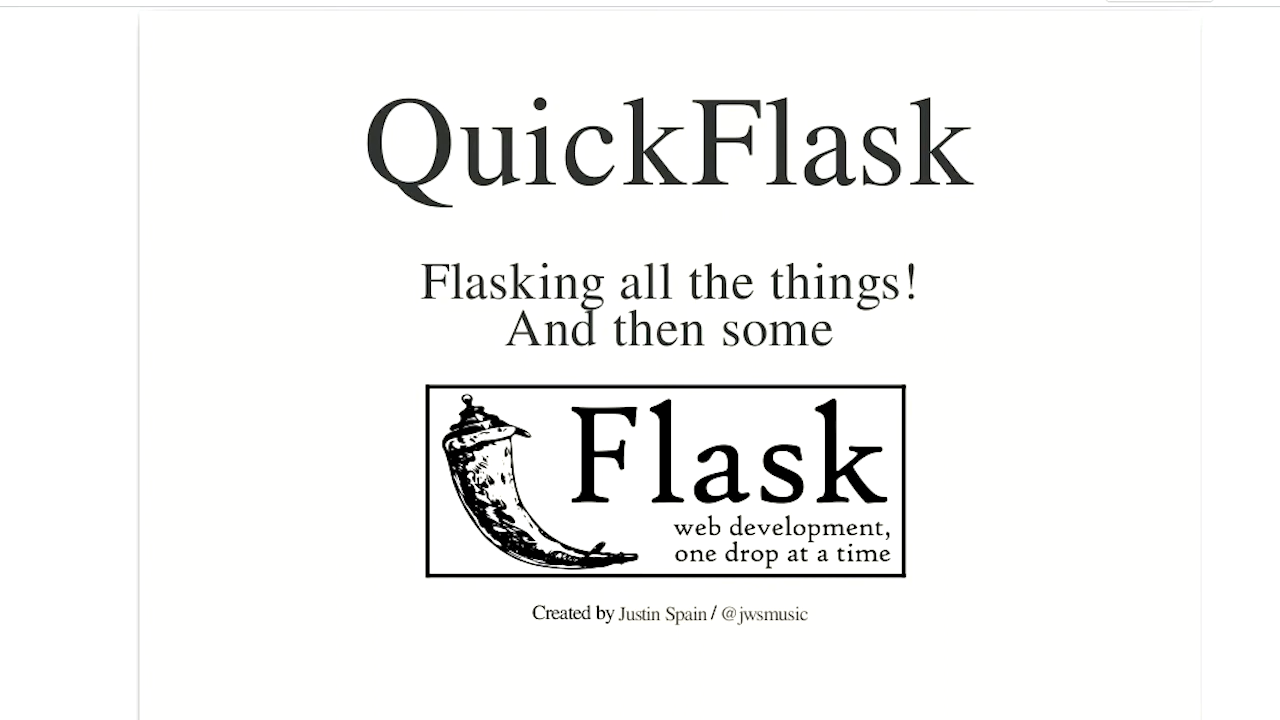 QuickFlask
Flasking all the things!
And then some
Flask
web development,
one drop at a time
Created by Justin Spain / @jwsmusic